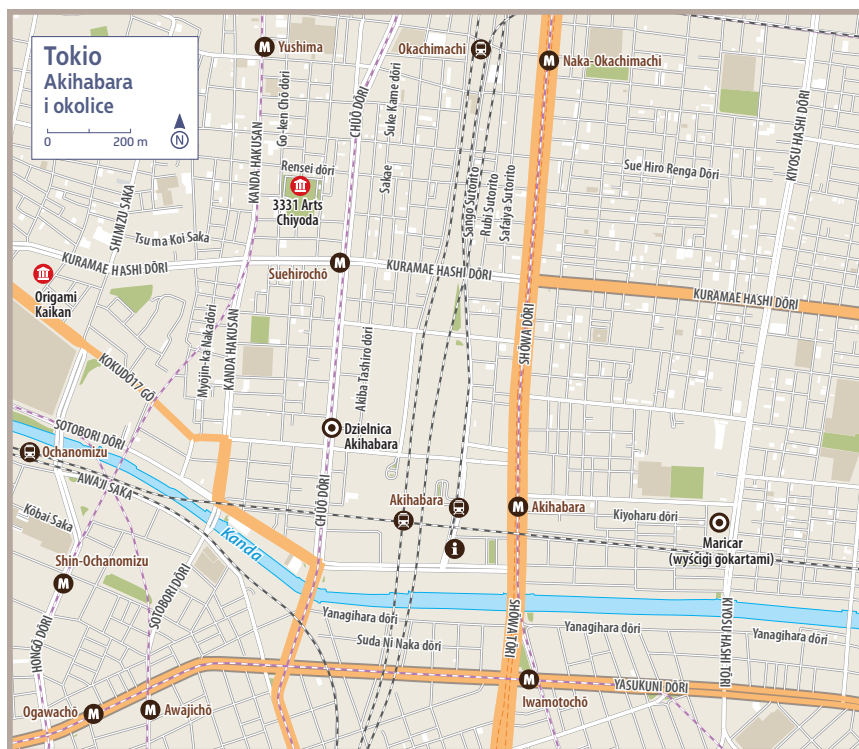 Tokio
Akihabara
i okolice
0 200 m
N
M Yushima
Okachimachi
M Naka-Okachimachi
Go-ken Chō dōri
CHŪŌ DŌRI
Suke Kame dōri
KIYOSU HASHI DŌRI
KANDA HAKUSAN
Rensei dōri
Sakae
Sue Hiro Renga Dōri
3331 Arts
Chiyoda
Sango Sutorito
Rubi Sutorito
Safaiya Sutorito
SHIMIZU SAKA
Tsu ma Koi Saka
KURAMAE HASHI DŌRI
M
Suehirochō
KURAMAE HASHI DŌRI
KURAMAE HASHI DŌRI
Origami
Kaikan
Myōjin-ka Nakadōri
KANDA HAKUSAN
Akiba Tashiro dōri
SHŌWA DŌRI
KOKUDŌ17 GŌ
SOTOBORI DŌRI
Dzielnica
Akihabara
Ochanomizu
AWAJI SAKA
CHŪŌ DŌRI
Akihabara
M Akihabara
Kōbai Saka
Kiyoharu dōri
Maricar
(wyścigi gokartami)
Kanda
i
Shin-Ochanomizu
M
SOTOBORI DŌRI
HONGŌ DŌRI
Yanagihara dōri
SHŌWA TŌRI
Yanagihara dōri
KIYOSU HASHI TŌRI
Yanagihara dōri
Suda Ni Naka dōri
YASUKUNI DŌRI
M
Iwamotochō
Ogawachō M
M Awajichō